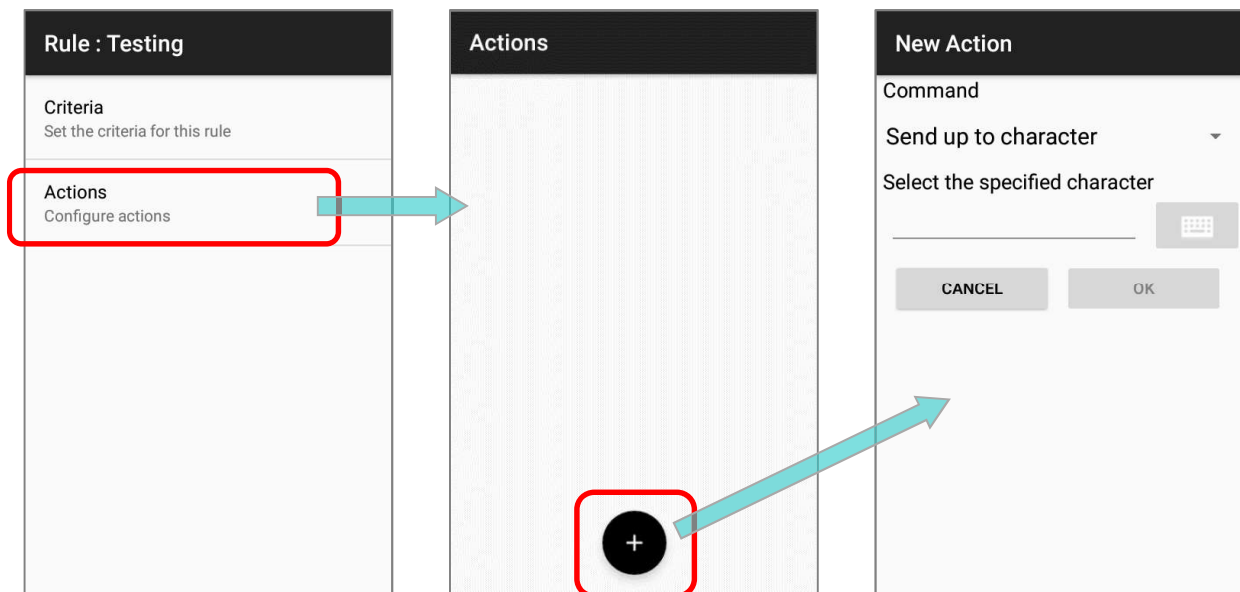 Rule : Testing
Criteria
Set the criteria for this rule
Actions
Configure actions
Actions
+
New Action
Command
Send up to character
Select the specified character
CANCEL
OK